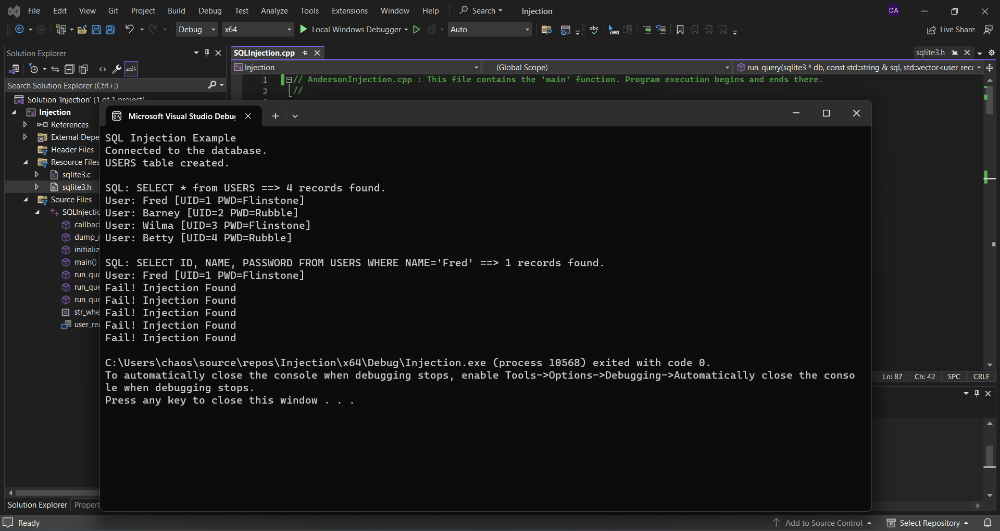 File Edit View Git Project Build Debug Test Analyze Tools Extensions Window Help Search Injection DA
Debug x64 Local Windows Debugger Auto Live Share
Solution Explorer
SQLInjection.cpp
sqlite3.h
Injection
(Global Scope)
run_query(sqlite3 * db, const std::string & sql, std::vector<user_rec
Search Solution Explorer (Ctrl+;)
1 // AndersonInjection.cpp : This file contains the 'main' function. Program execution begins and ends there.
2 //
Solution 'Injection' (1 of 1 project)
Injection
References
External Depe
Header Files
Resource Files
sqlite3.c
sqlite3.h
Source Files
SQLInjectic
callbac
dump_r
initializ
main()
run_que
run_que
run_que
str_whe
user_rec
Microsoft Visual Studio Debug
SQL Injection Example
Connected to the database.
USERS table created.
SQL: SELECT * from USERS ==> 4 records found.
User: Fred [UID=1 PWD=Flinstone]
User: Barney [UID=2 PWD=Rubble]
User: Wilma [UID=3 PWD=Flinstone]
User: Betty [UID=4 PWD=Rubble]
SQL: SELECT ID, NAME, PASSWORD FROM USERS WHERE NAME='Fred' ==> 1 records found.
User: Fred [UID=1 PWD=Flinstone]
Fail! Injection Found
Fail! Injection Found
Fail! Injection Found
Fail! Injection Found
Fail! Injection Found
C:\Users\chaos\source\repos\Injection\x64\Debug\Injection.exe (process 10568) exited with code 0.
To automatically close the console when debugging stops, enable Tools->Options->Debugging->Automatically close the conso
le when debugging stops.
Press any key to close this window . . .
Ln: 87 Ch: 42 SPC CRLF
Solution Explorer Propert
Ready
Add to Source Control
Select Repository